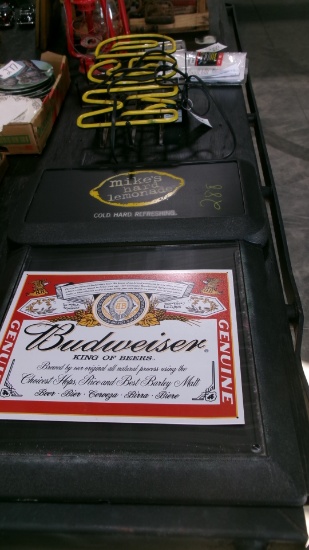 mike's
hard
lemonade
COLD HARD REFRESHING.
288
GENUINE
Budweiser
KING OF BEERS.
Brewed by our original all natural process using the
Choicest Hops, Rice and Best Barley Malt
Beer · Bier · Cerveza · Birra · Biere
GENUINE